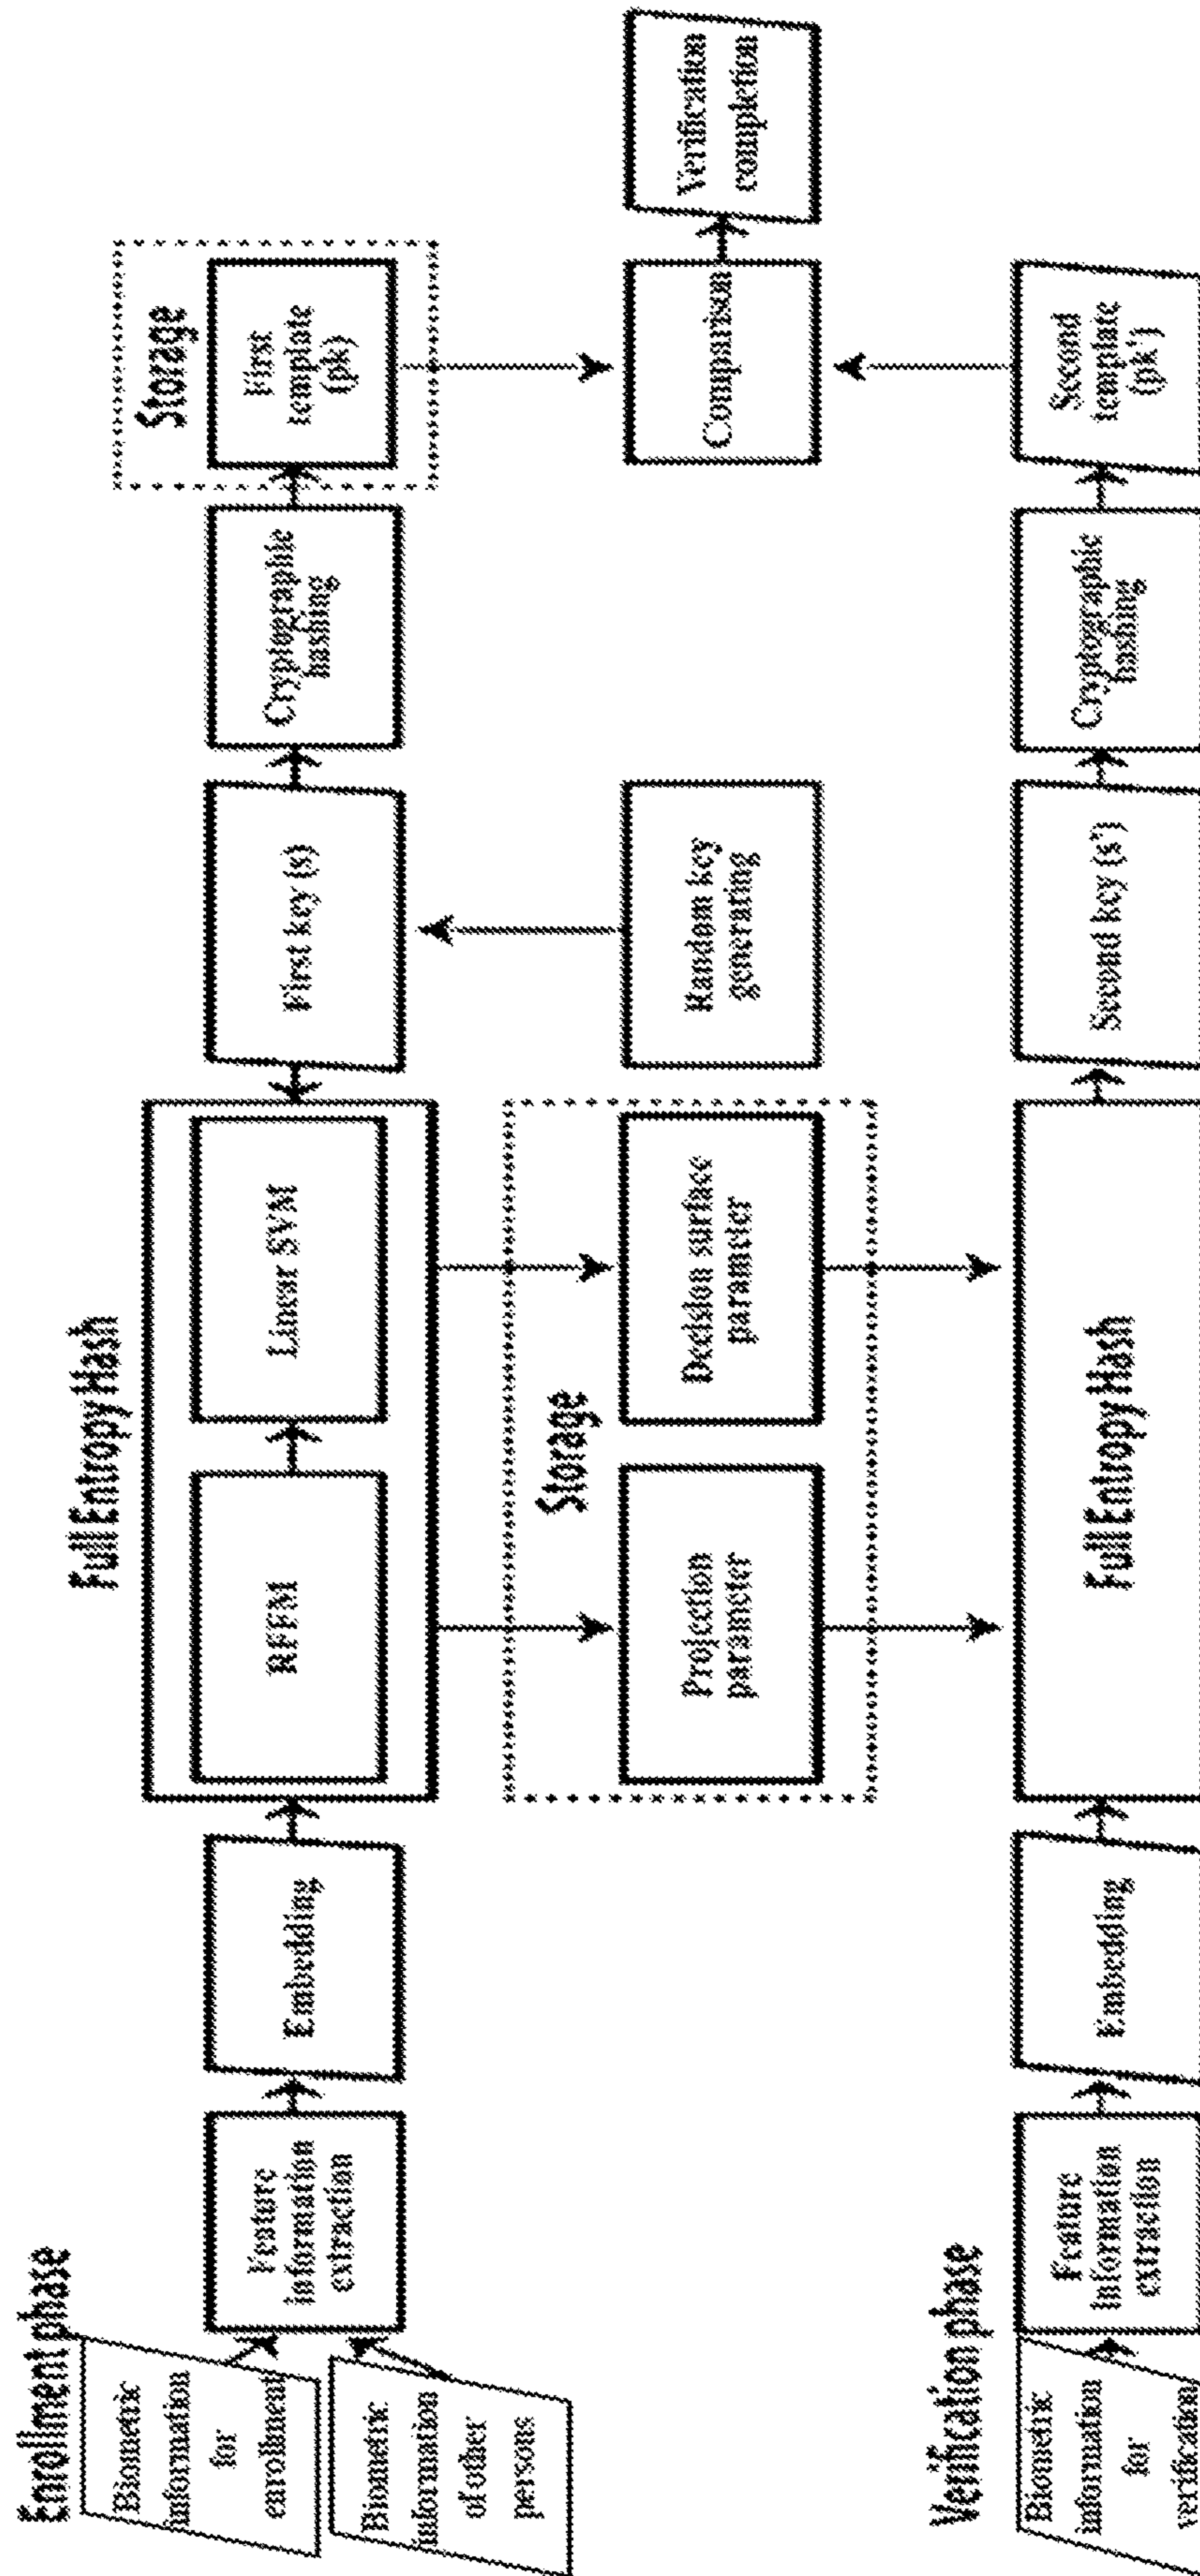 Enrollment phase
Biometric
information
for
enrollment
Biometric
information
of other
persons
Feature
information
extraction
Embedding
Full Entropy Hash
RFFM
Linear SVM
First key (s)
Cryptographic
hashing
Storage
First
template
(pk)
Storage
Projection
parameter
Decision surface
parameter
Random key
generating
Comparison
Verification
completion
Verification phase
Biometric
information
for
verification
Feature
information
extraction
Embedding
Full Entropy Hash
Second key (s')
Cryptographic
hashing
Second
template
(pk')